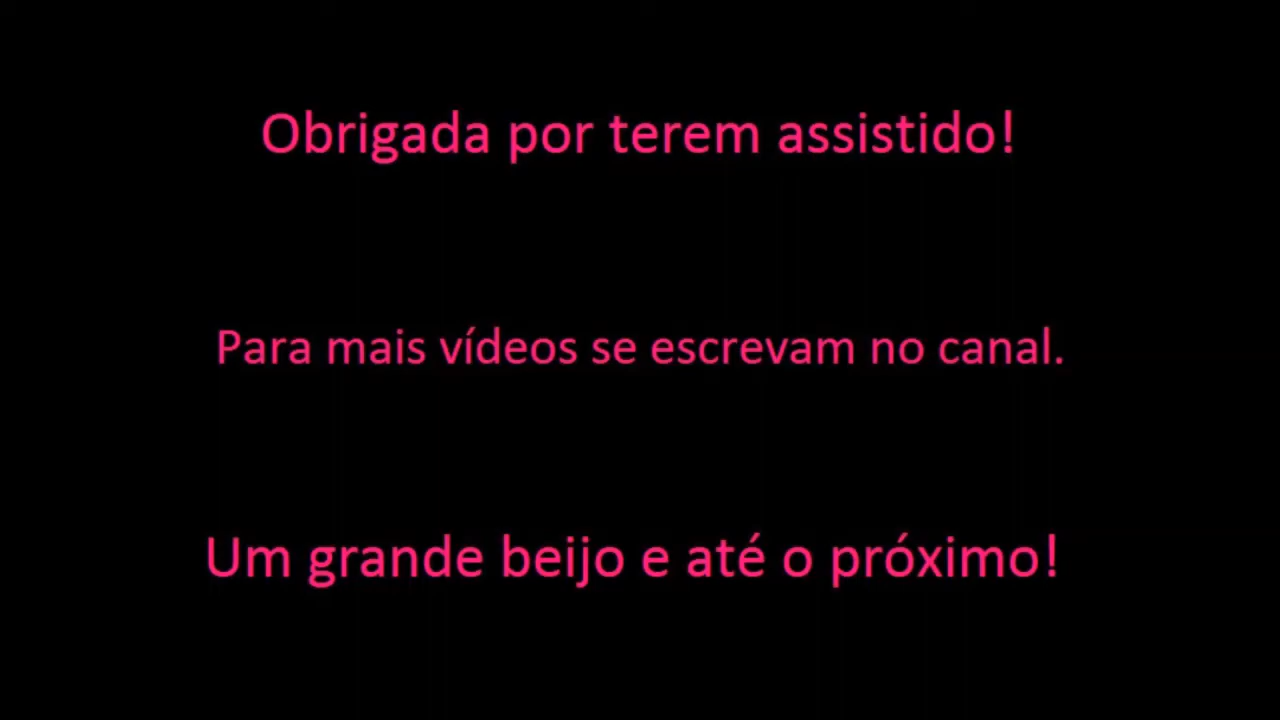 Obrigada por terem assistido!
Para mais vídeos se escrevam no canal.
Um grande beijo e até o próximo!